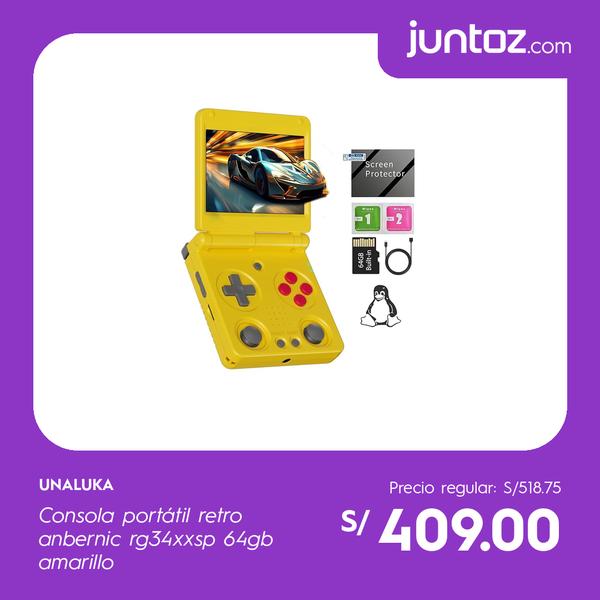 juntoz.com
Screen
Protector
1
2
64GB
Built-in
UNALUKA
Consola portátil retro
anbernic rg34xxsp 64gb
amarillo
Precio regular: S/518.75
S/ 409.00